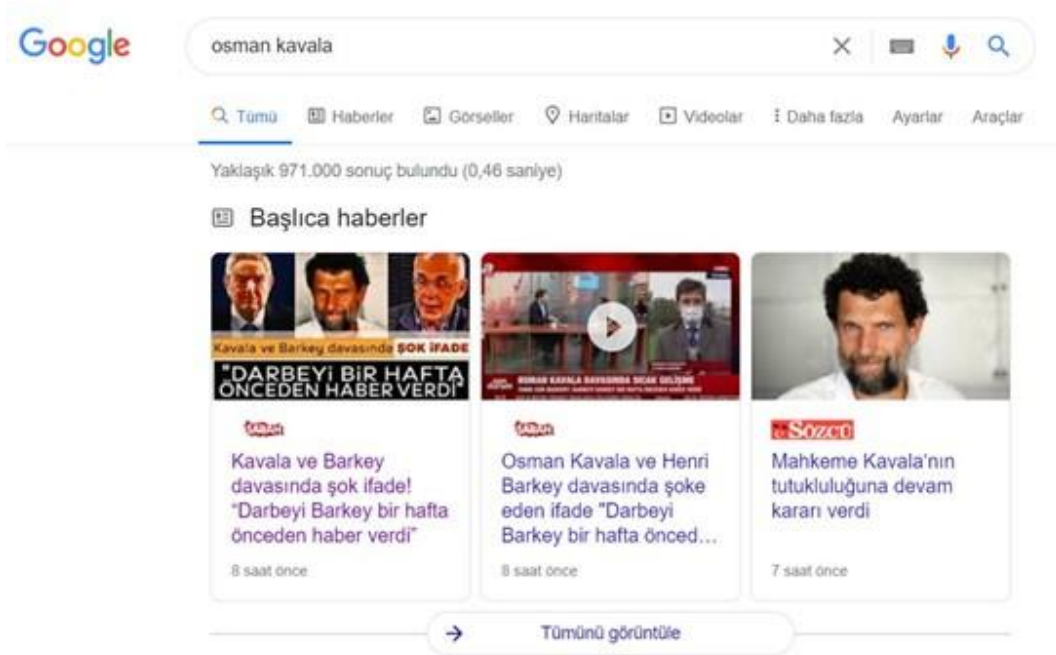 Google
osman kavala
Tümü Haberler Görseller Haritalar Videolar Daha fazla Ayarlar Araçlar
Yaklaşık 971.000 sonuç bulundu (0,46 saniye)
Başlıca haberler
Kavala ve Barkey davasında ŞOK İFADE
"DARBEYİ BİR HAFTA
ÖNCEDEN HABER VERDİ"
SABAH
Kavala ve Barkey
davasında şok ifade!
“Darbeyi Barkey bir hafta
önceden haber verdi”
8 saat önce
OSMAN KAVALA DAVASINDA SICAK GELİŞME
SABAH
Osman Kavala ve Henri
Barkey davasında şoke
eden ifade "Darbeyi
Barkey bir hafta önced...
8 saat önce
Sözcü
Mahkeme Kavala'nın
tutukluluğuna devam
kararı verdi
7 saat önce
Tümünü görüntüle